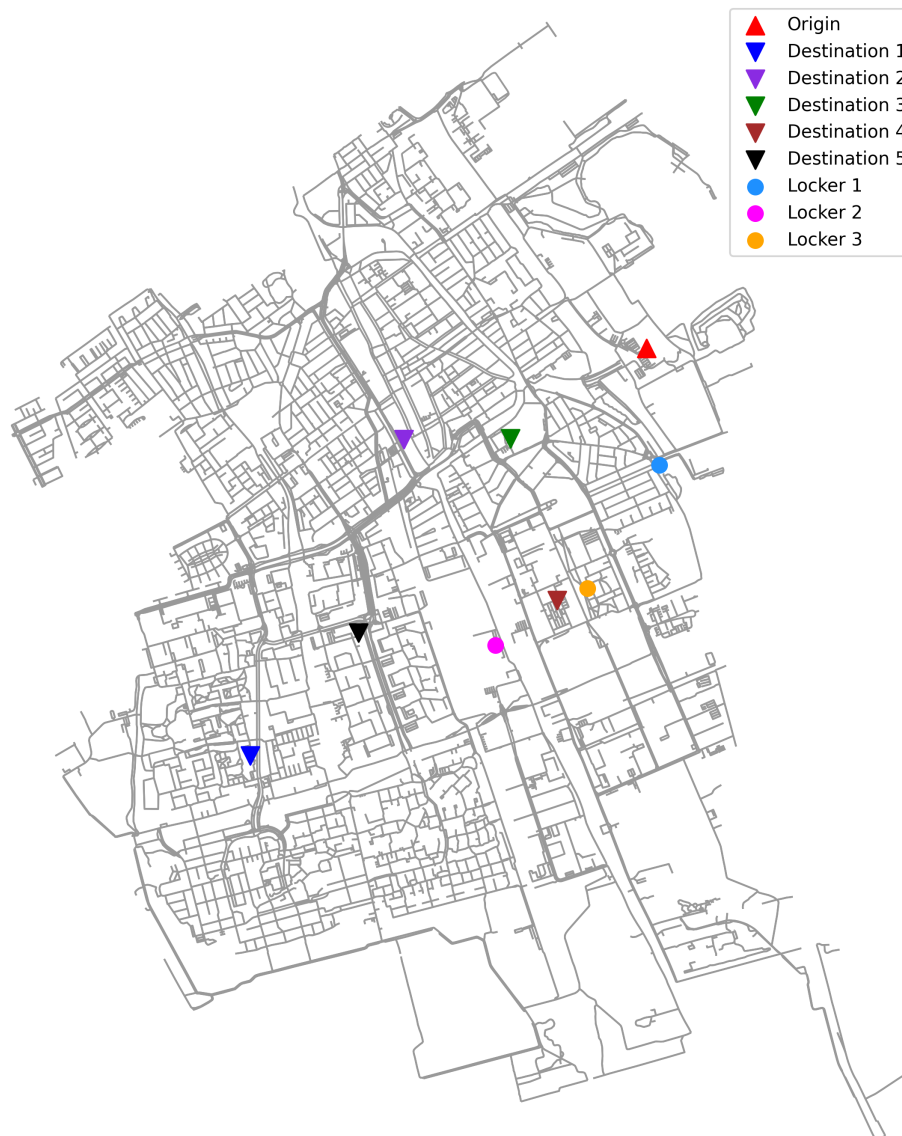 Origin
Destination 1
Destination 2
Destination 3
Destination 4
Destination 5
Locker 1
Locker 2
Locker 3